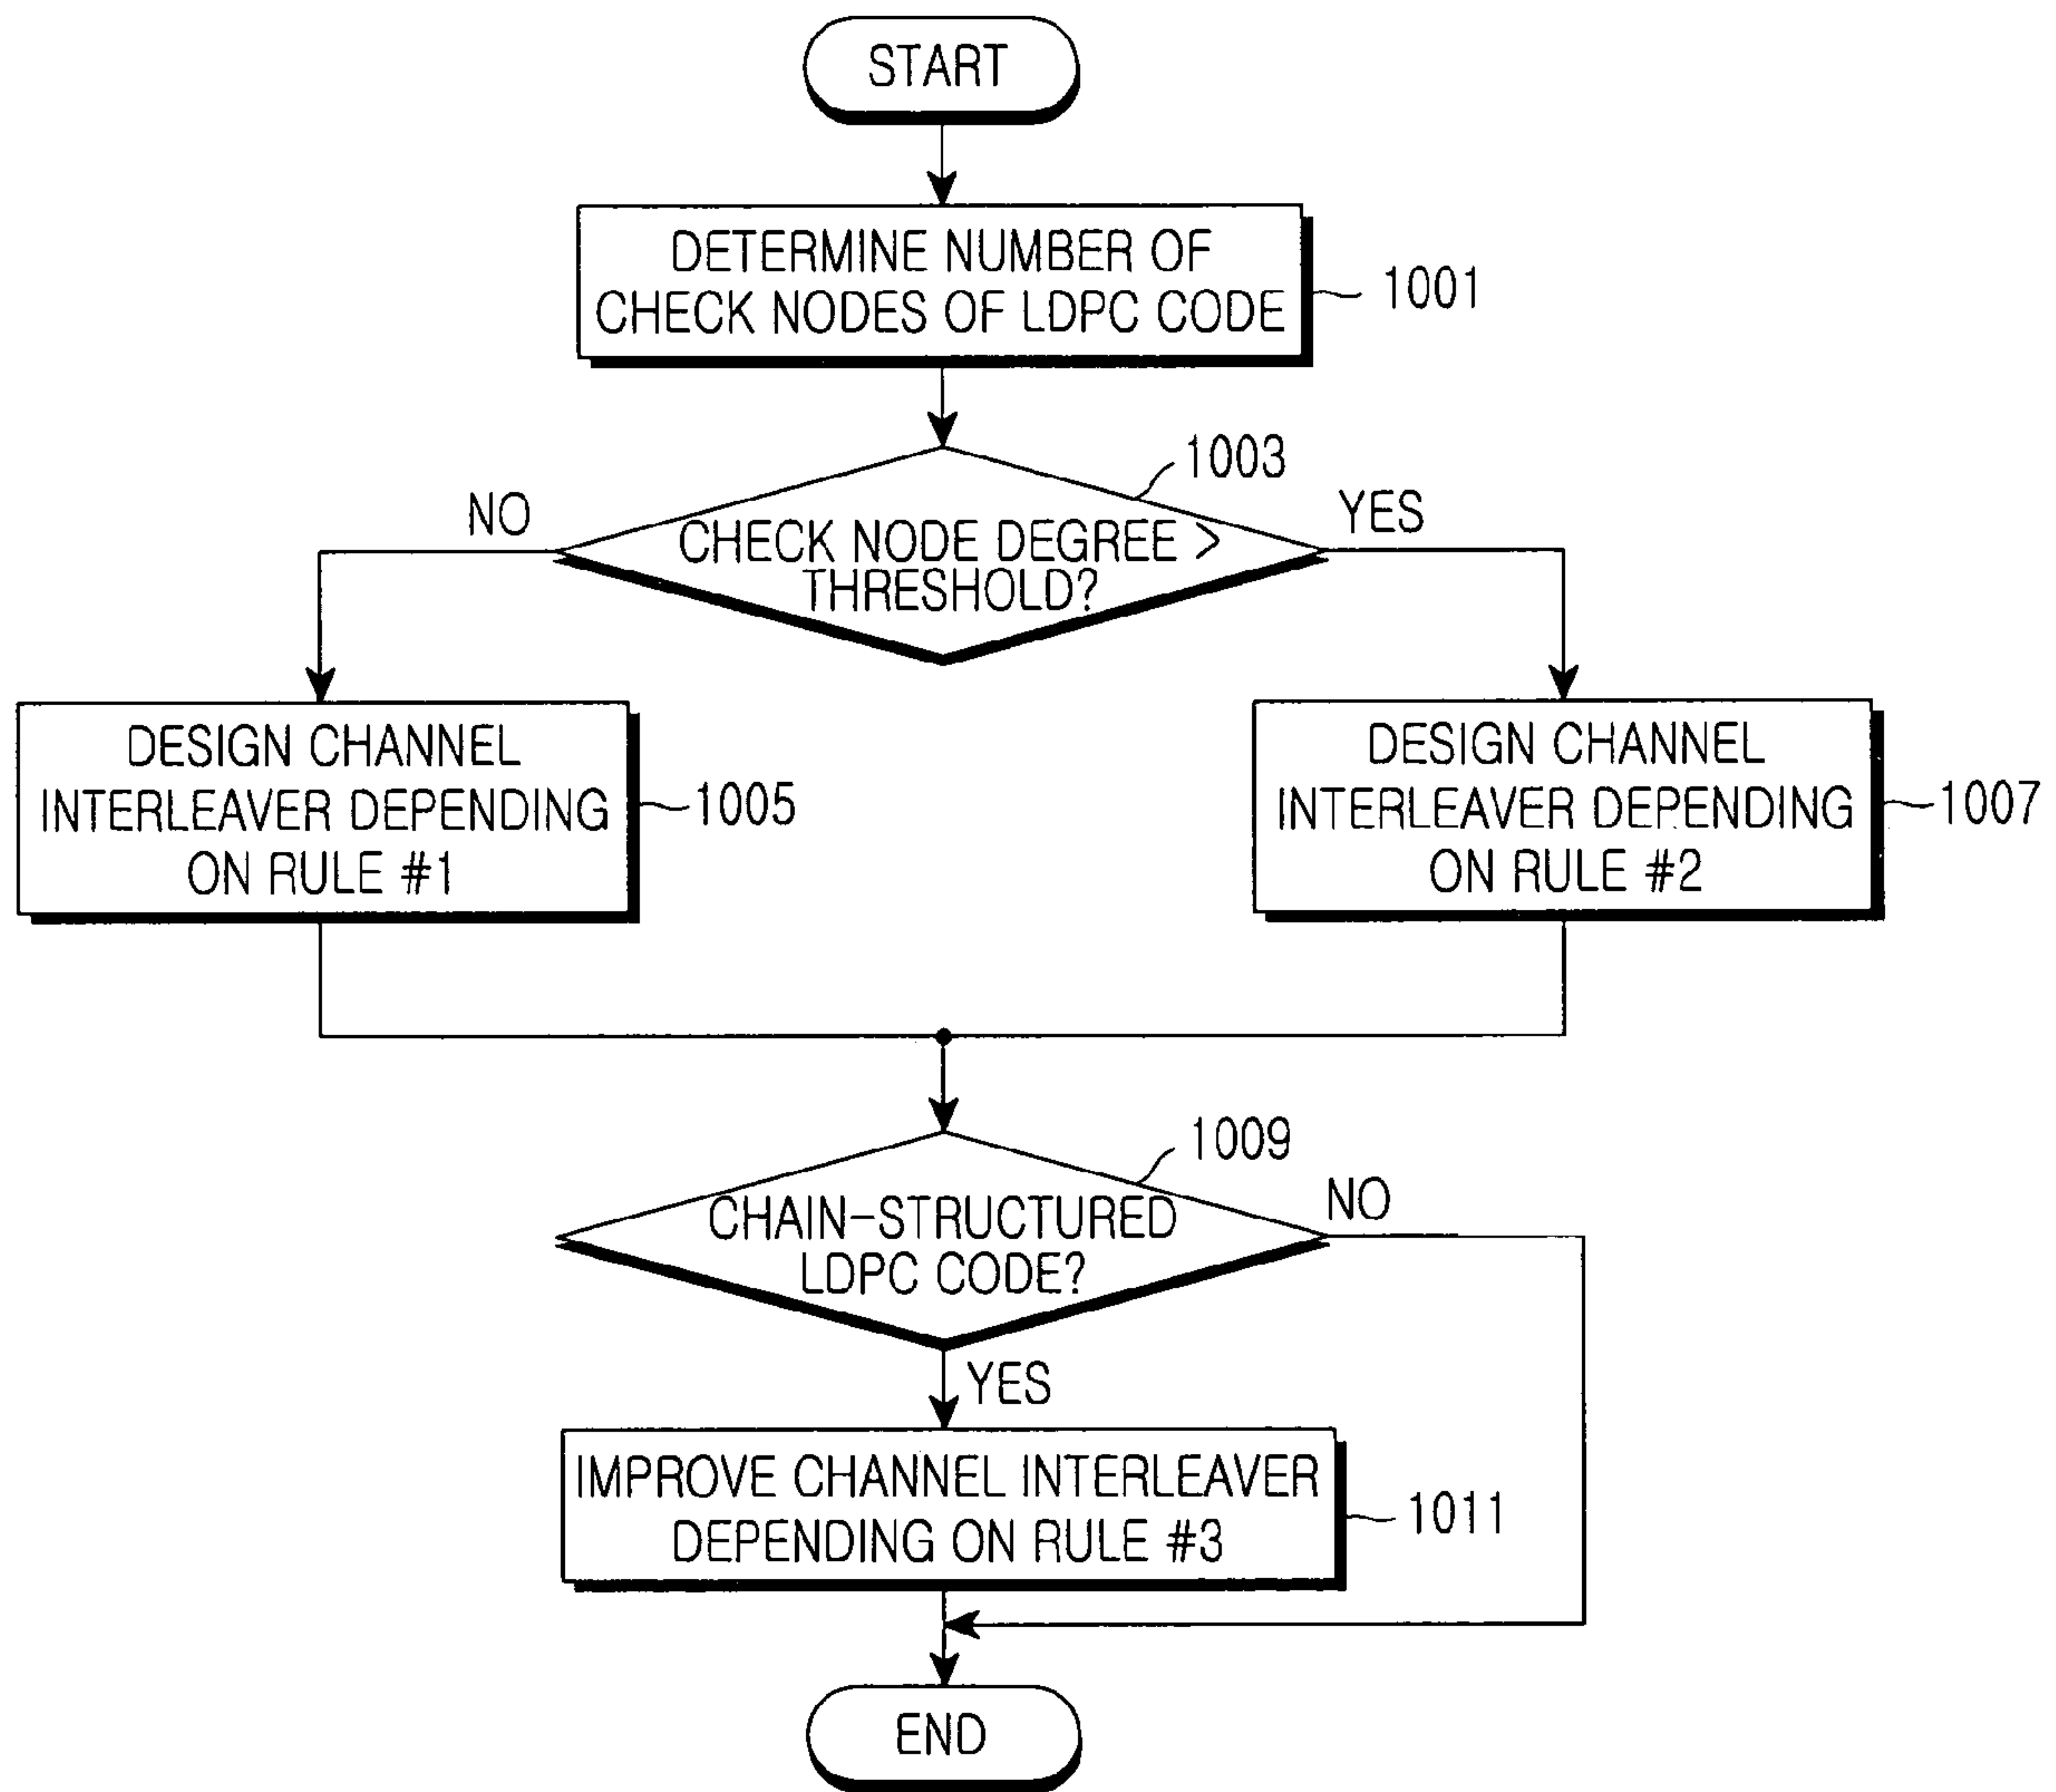 START
DETERMINE NUMBER OF
CHECK NODES OF LDPC CODE
1001
1003
NO
YES
CHECK NODE DEGREE >
THRESHOLD?
DESIGN CHANNEL
INTERLEAVER DEPENDING
ON RULE #1
1005
DESIGN CHANNEL
INTERLEAVER DEPENDING
ON RULE #2
1007
1009
CHAIN-STRUCTURED
LDPC CODE?
NO
YES
IMPROVE CHANNEL INTERLEAVER
DEPENDING ON RULE #3
1011
END